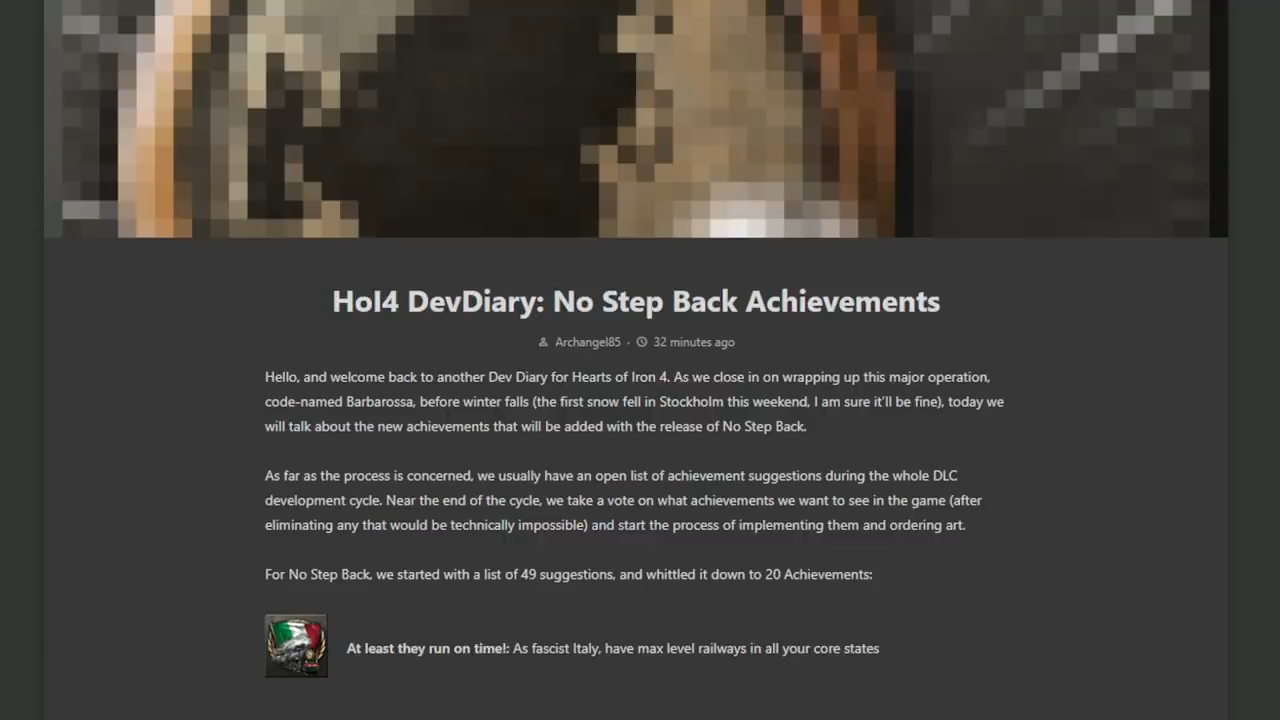 HoI4 DevDiary: No Step Back Achievements
Archangel85 · 32 minutes ago
Hello, and welcome back to another Dev Diary for Hearts of Iron 4. As we close in on wrapping up this major operation,
code-named Barbarossa, before winter falls (the first snow fell in Stockholm this weekend, I am sure it'll be fine), today we
will talk about the new achievements that will be added with the release of No Step Back.
As far as the process is concerned, we usually have an open list of achievement suggestions during the whole DLC
development cycle. Near the end of the cycle, we take a vote on what achievements we want to see in the game (after
eliminating any that would be technically impossible) and start the process of implementing them and ordering art.
For No Step Back, we started with a list of 49 suggestions, and whittled it down to 20 Achievements:
At least they run on time!: As fascist Italy, have max level railways in all your core states